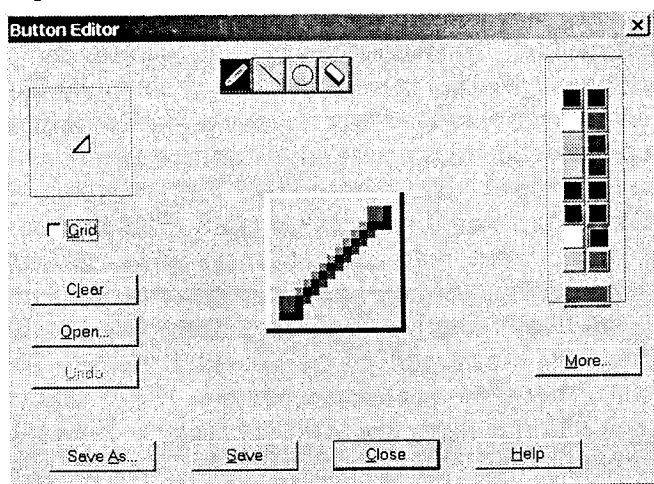 Button Editor
Grid
Clear
Open...
Undo
More...
Save As...
Save
Close
Help